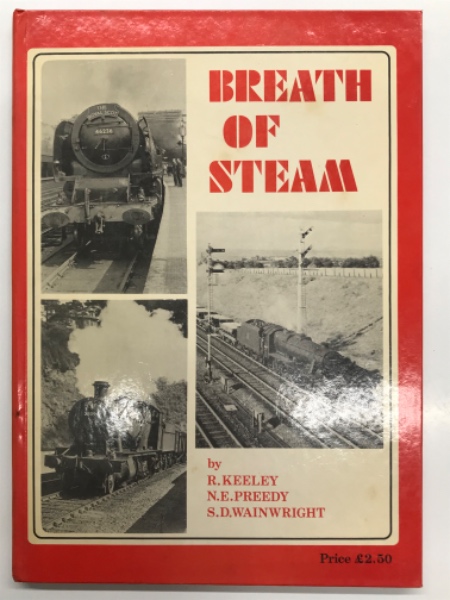 BREATH
OF
STEAM
by
R.KEELEY
N.E.PREEDY
S.D.WAINWRIGHT
Price £2.50